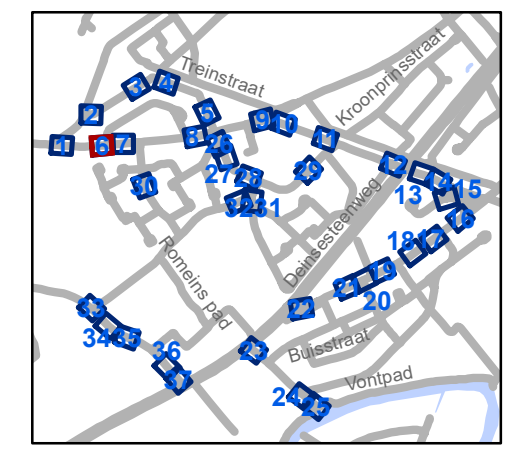 Treinstraat
Kroonprinsstraat
3 4
2 5
9 10
1 6 7 8 26 11
27 28 29 12
30 13 14 15
32 31
Deinsesteenweg
16
18 17
Romeins pad
21 19
20
33 22
34 35
36 23
Buisstraat
37
Vontpad
24 25